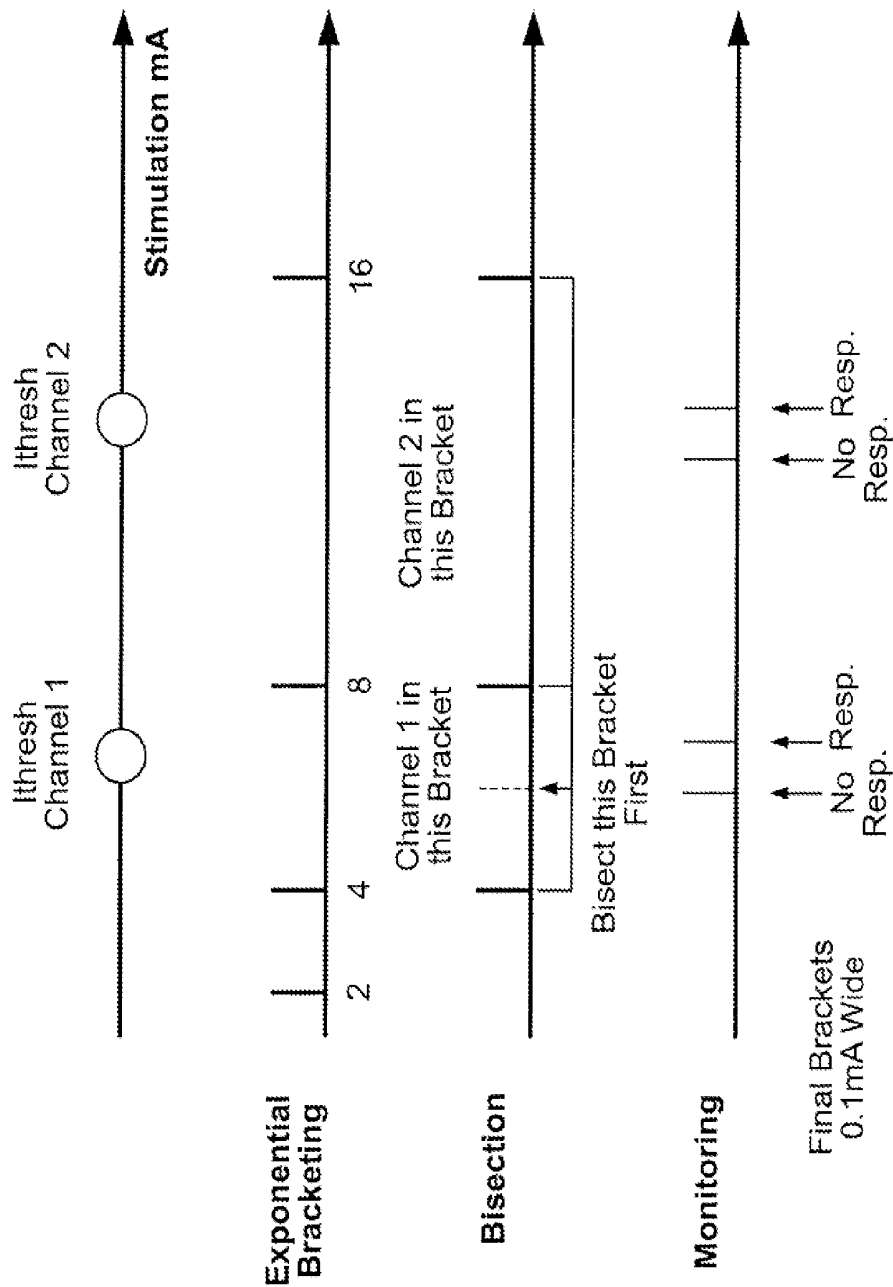 Ithresh
Channel 1
Ithresh
Channel 2
Stimulation mA
Exponential
Bracketing
2
4
8
16
Bisection
Channel 1 in
this Bracket
Channel 2 in
this Bracket
Bisect this Bracket
First
Monitoring
No
Resp.
Resp.
No
Resp.
Resp.
Final Brackets
0.1mA Wide